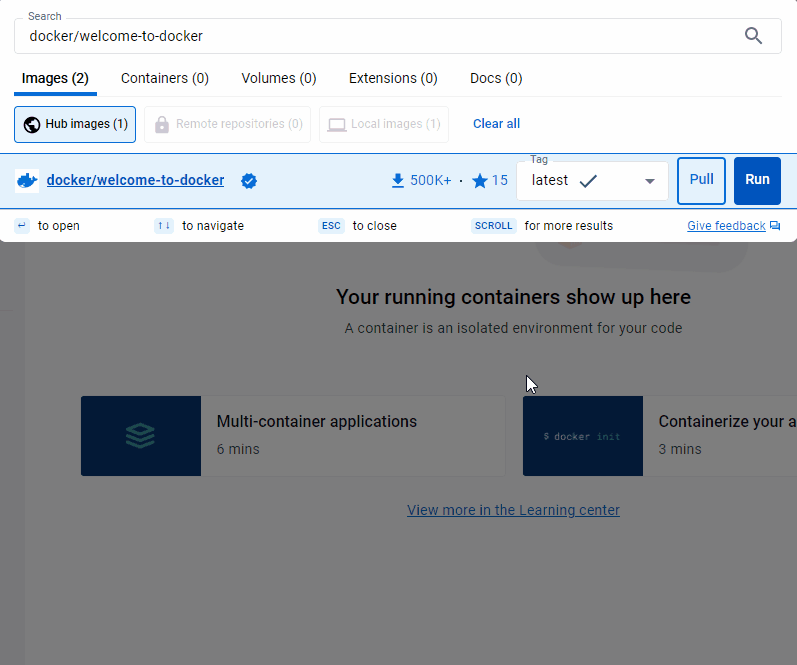 Search
docker/welcome-to-docker
Images (2) Containers (0) Volumes (0) Extensions (0) Docs (0)
Hub images (1) Remote repositories (0) Local images (1) Clear all
Tag
docker/welcome-to-docker 500K+ · 15 latest Pull Run
↵ to open ↑↓ to navigate ESC to close SCROLL for more results Give feedback
Your running containers show up here
A container is an isolated environment for your code
Multi-container applications
6 mins
$ docker init
Containerize your a
3 mins
View more in the Learning center